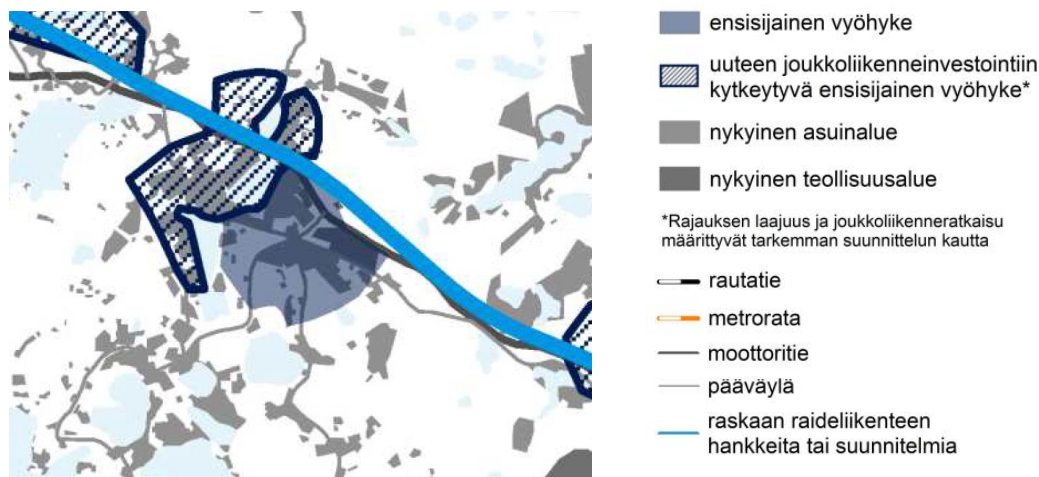 ensisijainen vyöhyke
uuteen joukkoliikenneinvestointiin
kytkeytyvä ensisijainen vyöhyke*
nykyinen asuinalue
nykyinen teollisuusalue
*Rajauksen laajuus ja joukkoliikenneratkaisu
määrittyvät tarkemman suunnittelun kautta
rautatie
metrorata
moottoritie
pääväylä
raskaan raideliikenteen
hankkeita tai suunnitelmia